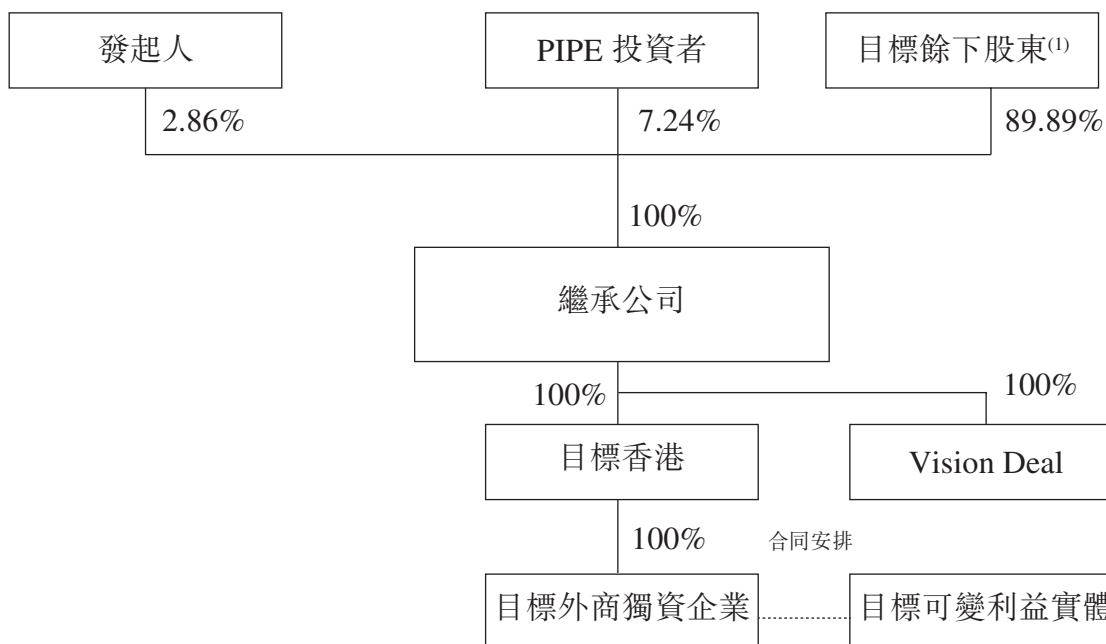 發起人
PIPE 投資者
目標餘下股東(1)
2.86%
7.24%
89.89%
100%
繼承公司
100%
100%
目標香港
Vision Deal
100%
合同安排
目標外商獨資企業
目標可變利益實體